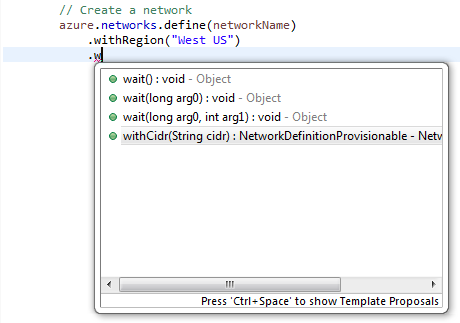 // Create a network
azure.networks.define(networkName)
.withRegion("West US")
.w
wait() : void - Object
wait(long arg0) : void - Object
wait(long arg0, int arg1) : void - Object
withCidr(String cidr) : NetworkDefinitionProvisionable - Netw
Press 'Ctrl+Space' to show Template Proposals